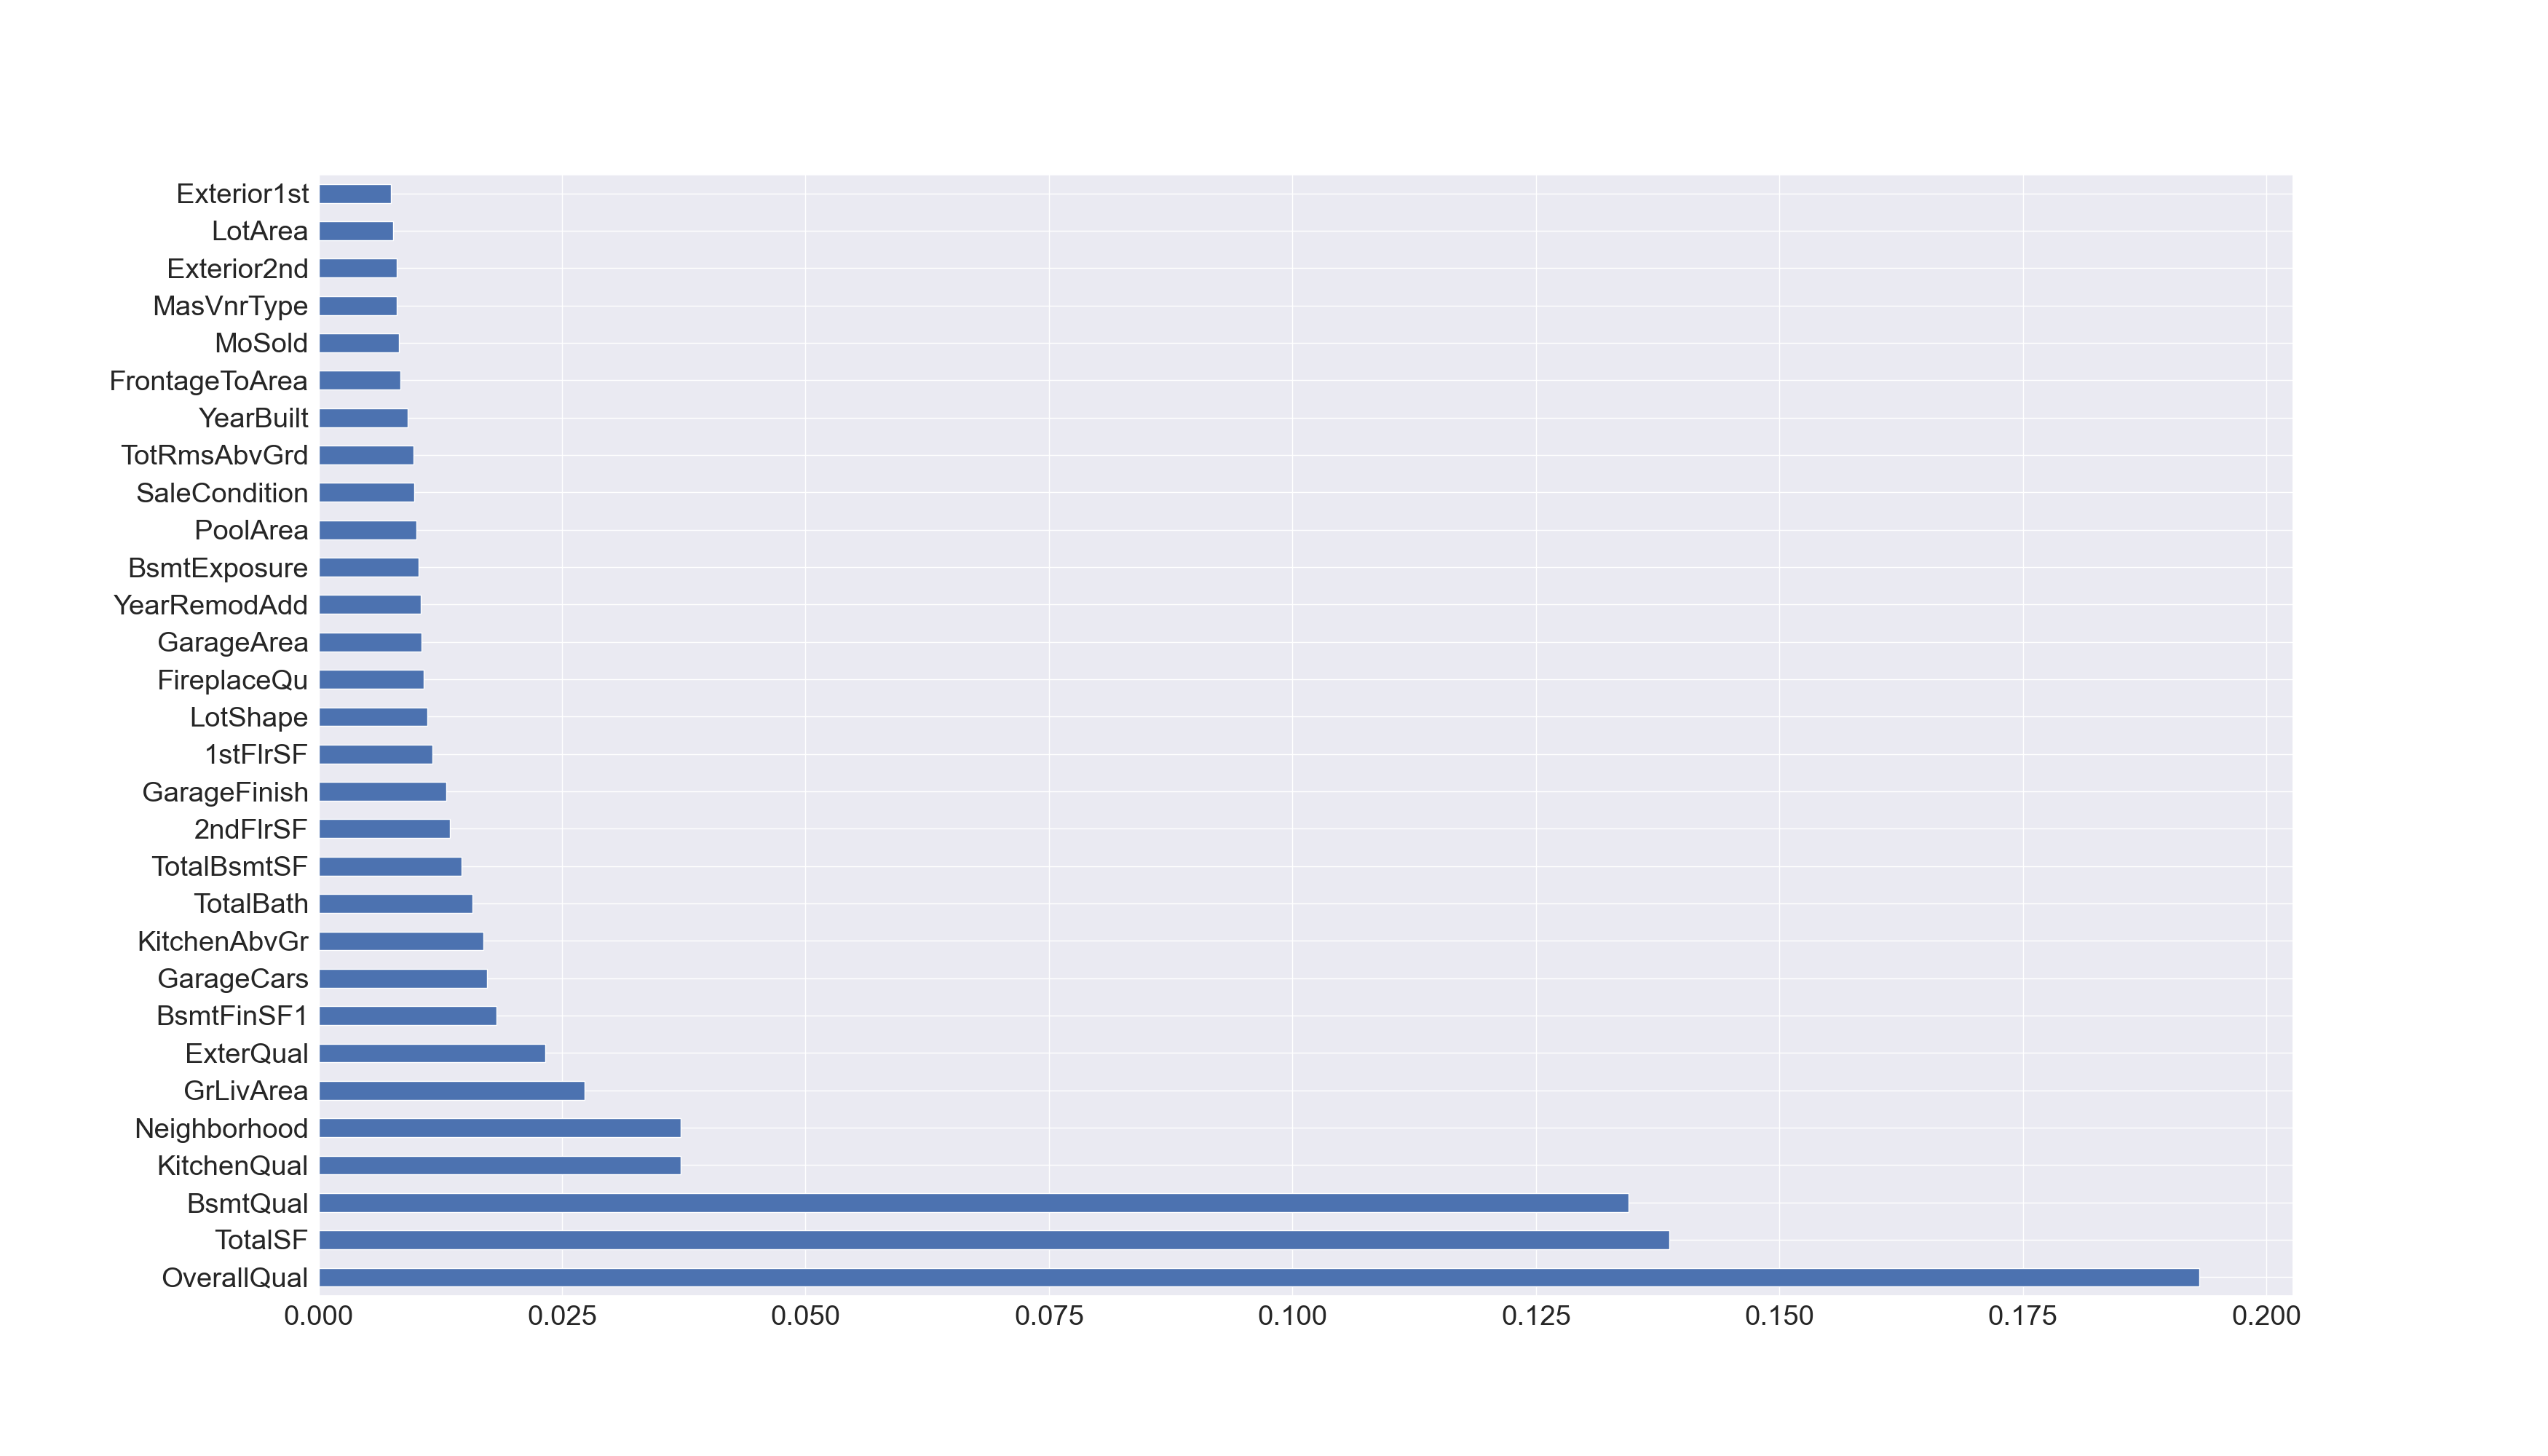 Exterior1st
LotArea
Exterior2nd
MasVnrType
MoSold
FrontageToArea
YearBuilt
TotRmsAbvGrd
SaleCondition
PoolArea
BsmtExposure
YearRemodAdd
GarageArea
FireplaceQu
LotShape
1stFlrSF
GarageFinish
2ndFlrSF
TotalBsmtSF
TotalBath
KitchenAbvGr
GarageCars
BsmtFinSF1
ExterQual
GrLivArea
Neighborhood
KitchenQual
BsmtQual
TotalSF
OverallQual
0.000 0.025 0.050 0.075 0.100 0.125 0.150 0.175 0.200